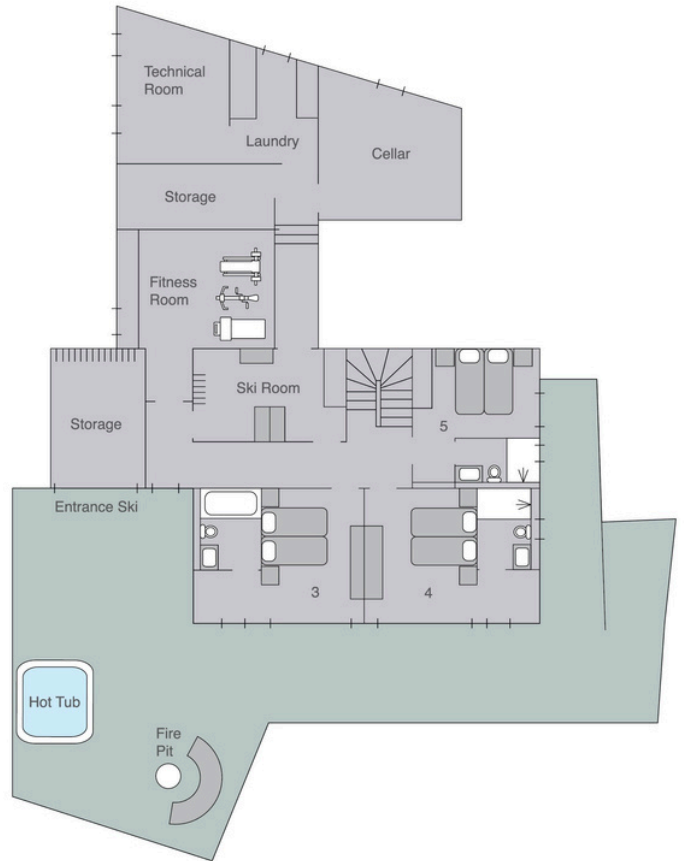 Technical
Room
Laundry
Cellar
Storage
Fitness
Room
Ski Room
Storage
5
Entrance Ski
3
4
Hot Tub
Fire
Pit